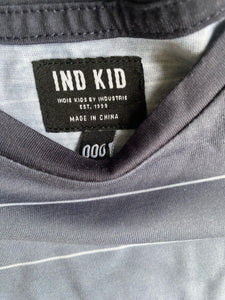 IND KID
INDIE KIDS BY INDUSTRIE
EST. 1999
MADE IN CHINA
000